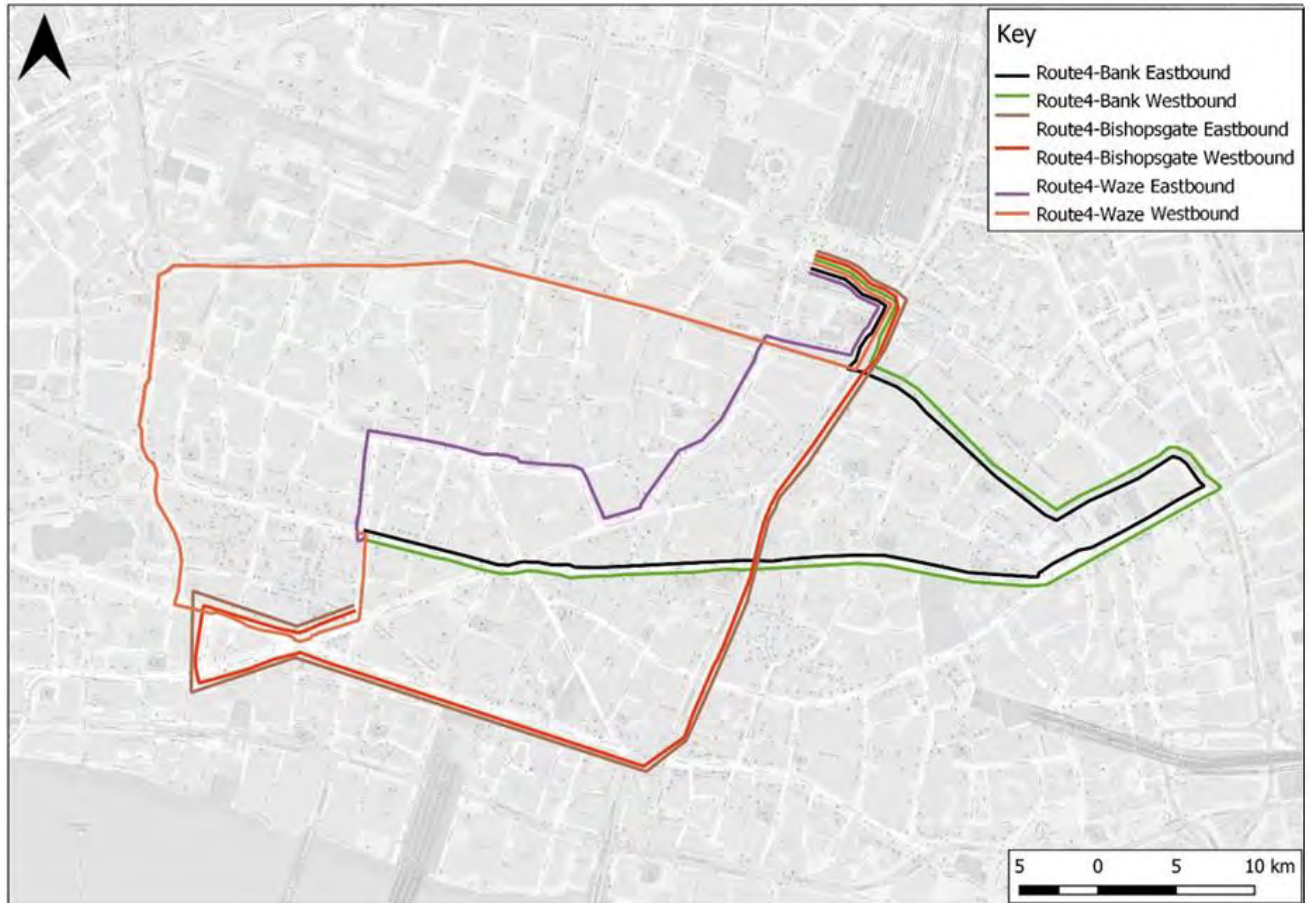 Key
Route4-Bank Eastbound
Route4-Bank Westbound
Route4-Bishopsgate Eastbound
Route4-Bishopsgate Westbound
Route4-Waze Eastbound
Route4-Waze Westbound
5 0 5 10 km